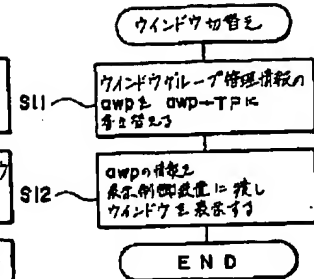 ウインドウ切替え
S11
ウインドウグループ管理情報の
awpを awp→TPに
書き替える
ウ
S12
awpの情報を
表示制御装置に渡し
ウインドウを表示する
END